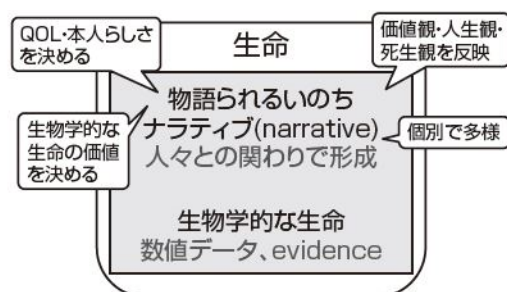 QOL・本人らしさ
を決める
生命
価値観・人生観・
死生観を反映
物語られるいのち
ナラティブ(narrative)
人々との関わりで形成
生物学的な
生命の価値
を決める
個別で多様
生物学的な生命
数値データ、evidence